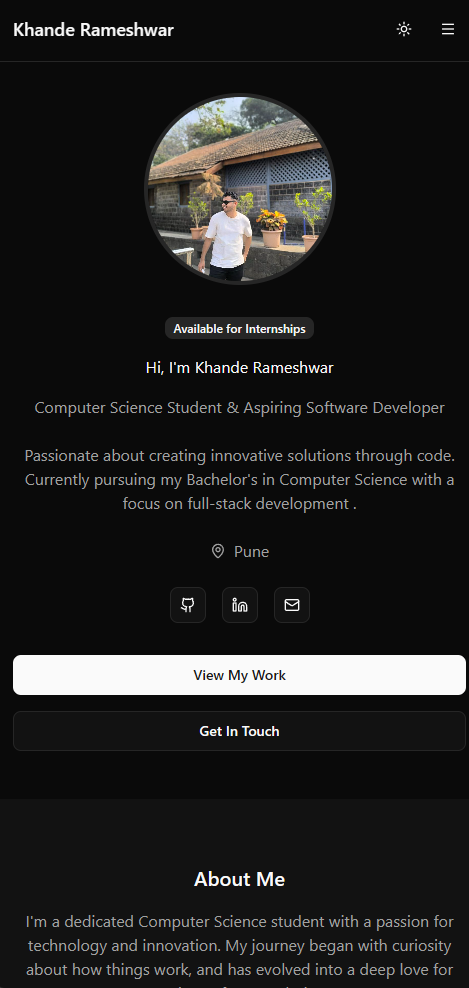 Khande Rameshwar
Available for Internships
Hi, I'm Khande Rameshwar
Computer Science Student & Aspiring Software Developer
Passionate about creating innovative solutions through code.
Currently pursuing my Bachelor's in Computer Science with a
focus on full-stack development .
Pune
in
View My Work
Get In Touch
About Me
I'm a dedicated Computer Science student with a passion for
technology and innovation. My journey began with curiosity
about how things work, and has evolved into a deep love for